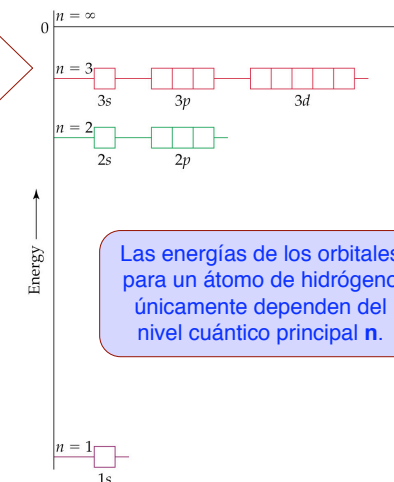 n = ∞
0
n = 3
3s 3p 3d
n = 2
2s 2p
Energy
Las energías de los orbitales
para un átomo de hidrógeno
únicamente dependen del
nivel cuántico principal n.
n = 1
1s